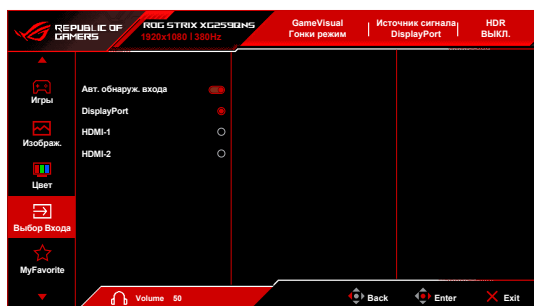 REPUBLIC OF
GAMERS
ROG STRIX XG259QNS
1920x1080 | 380Hz
GameVisual
Гонки режим
Источник сигнала
DisplayPort
HDR
ВЫКЛ.
Игры
Изображ.
Цвет
Выбор Входа
MyFavorite
Авт. обнаруж. входа
DisplayPort
HDMI-1
HDMI-2
Volume 50
Back
Enter
Exit